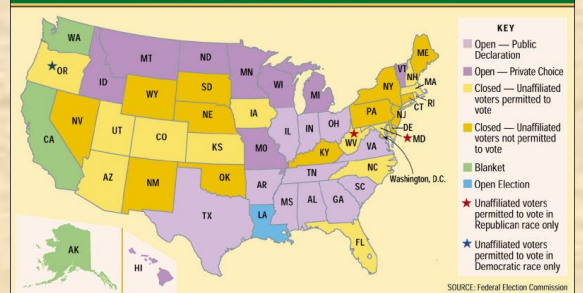 WA
OR
ID
MT
ND
MN
WI
MI
VT
NH
ME
MA
RI
CT
NY
NJ
PA
DE
MD
Washington, D.C.
WV
VA
OH
IN
IL
IA
SD
NE
WY
NV
CA
UT
CO
KS
MO
KY
TN
NC
SC
GA
AL
MS
AR
LA
OK
TX
NM
AZ
FL
AK
HI
KEY
Open — Public
Declaration
Open — Private Choice
Closed — Unaffiliated
voters permitted to
vote
Closed — Unaffiliated
voters not permitted
to vote
Blanket
Open Election
Unaffiliated voters
permitted to vote in
Republican race only
Unaffiliated voters
permitted to vote in
Democratic race only
SOURCE: Federal Election Commission